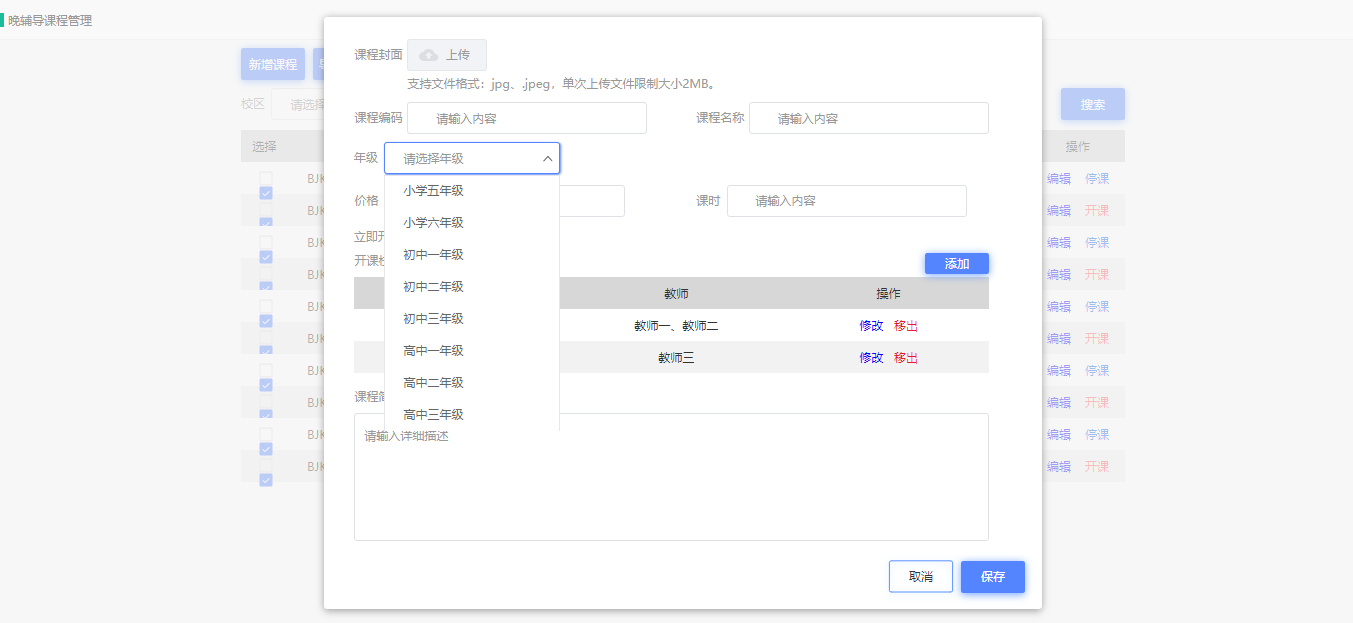 晚辅导课程管理
新增课程
校区 请选择
搜索
选择
操作
BJK 编辑 停课
BJK 编辑 开课
BJK 编辑 停课
BJK 编辑 开课
BJK 编辑 停课
BJK 编辑 开课
BJK 编辑 停课
BJK 编辑 开课
BJK 编辑 停课
BJK 编辑 开课
课程封面 上传
支持文件格式：.jpg、.jpeg，单次上传文件限制大小2MB。
课程编码 请输入内容 课程名称 请输入内容
年级 请选择年级
小学五年级
小学六年级
初中一年级
初中二年级
初中三年级
高中一年级
高中二年级
高中三年级
价格 课时 请输入内容
立即开
开课校
添加
教师 操作
教师一、教师二 修改 移出
教师三 修改 移出
课程简
请输入详细描述
取消 保存